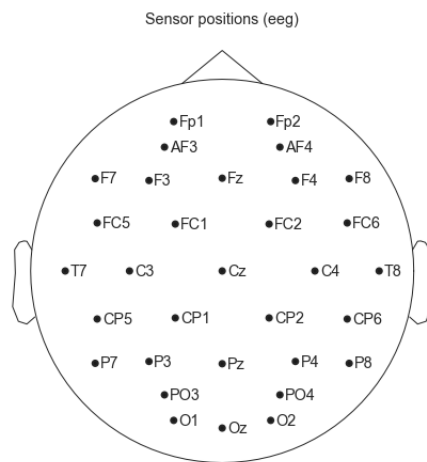 Sensor positions (eeg)
Fp1 Fp2
AF3 AF4
F7 F3 Fz F4 F8
FC5 FC1 FC2 FC6
T7 C3 Cz C4 T8
CP5 CP1 CP2 CP6
P7 P3 Pz P4 P8
PO3 PO4
O1 Oz O2